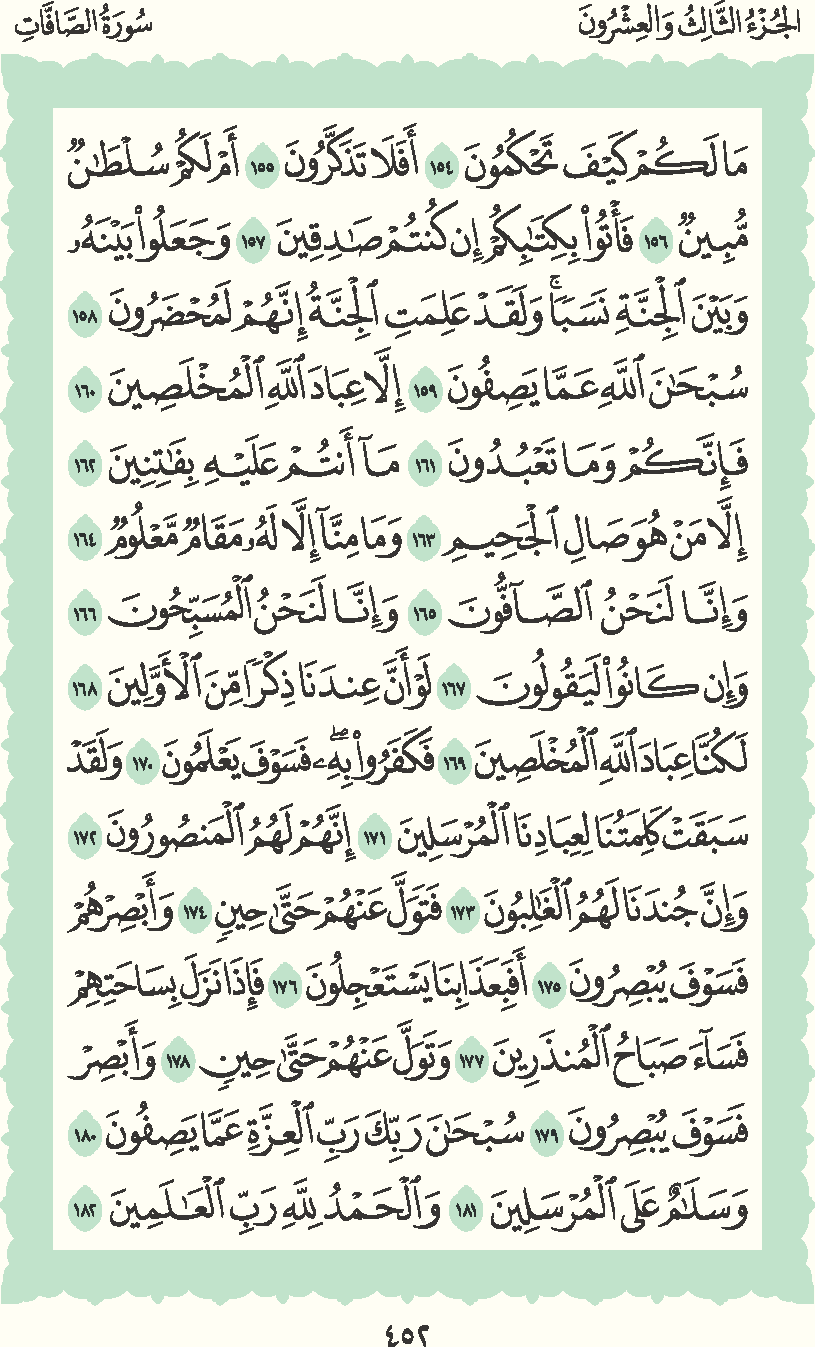 الجُزْءُ الثَّالِثُ وَالعِشْرُونَ
سُورَةُ الصَّافَّاتِ
مَا لَكُمْ كَيْفَ تَحْكُمُونَ ١٥٤ أَفَلَا تَذَكَّرُونَ ١٥٥ أَمْ لَكُمْ سُلْطَٰنٌ
مُّبِينٌ ١٥٦ فَأْتُوا۟ بِكِتَٰبِكُمْ إِن كُنتُمْ صَٰدِقِينَ ١٥٧ وَجَعَلُوا۟ بَيْنَهُۥ
وَبَيْنَ ٱلْجِنَّةِ نَسَبًا ۚ وَلَقَدْ عَلِمَتِ ٱلْجِنَّةُ إِنَّهُمْ لَمُحْضَرُونَ ١٥٨
سُبْحَٰنَ ٱللَّهِ عَمَّا يَصِفُونَ ١٥٩ إِلَّا عِبَادَ ٱللَّهِ ٱلْمُخْلَصِينَ ١٦٠
فَإِنَّكُمْ وَمَا تَعْبُدُونَ ١٦١ مَآ أَنتُمْ عَلَيْهِ بِفَٰتِنِينَ ١٦٢
إِلَّا مَنْ هُوَ صَالِ ٱلْجَحِيمِ ١٦٣ وَمَا مِنَّآ إِلَّا لَهُۥ مَقَامٌ مَّعْلُومٌ ١٦٤
وَإِنَّا لَنَحْنُ ٱلصَّآفُّونَ ١٦٥ وَإِنَّا لَنَحْنُ ٱلْمُسَبِّحُونَ ١٦٦
وَإِن كَانُوا۟ لَيَقُولُونَ ١٦٧ لَوْ أَنَّ عِندَنَا ذِكْرًا مِّنَ ٱلْأَوَّلِينَ ١٦٨
لَكُنَّا عِبَادَ ٱللَّهِ ٱلْمُخْلَصِينَ ١٦٩ فَكَفَرُوا۟ بِهِۦ ۖ فَسَوْفَ يَعْلَمُونَ ١٧٠ وَلَقَدْ
سَبَقَتْ كَلِمَتُنَا لِعِبَادِنَا ٱلْمُرْسَلِينَ ١٧١ إِنَّهُمْ لَهُمُ ٱلْمَنصُورُونَ ١٧٢
وَإِنَّ جُندَنَا لَهُمُ ٱلْغَٰلِبُونَ ١٧٣ فَتَوَلَّ عَنْهُمْ حَتَّىٰ حِينٍ ١٧٤ وَأَبْصِرْهُمْ
فَسَوْفَ يُبْصِرُونَ ١٧٥ أَفَبِعَذَابِنَا يَسْتَعْجِلُونَ ١٧٦ فَإِذَا نَزَلَ بِسَاحَتِهِمْ
فَسَآءَ صَبَاحُ ٱلْمُنذَرِينَ ١٧٧ وَتَوَلَّ عَنْهُمْ حَتَّىٰ حِينٍ ١٧٨ وَأَبْصِرْ
فَسَوْفَ يُبْصِرُونَ ١٧٩ سُبْحَٰنَ رَبِّكَ رَبِّ ٱلْعِزَّةِ عَمَّا يَصِفُونَ ١٨٠
وَسَلَٰمٌ عَلَى ٱلْمُرْسَلِينَ ١٨١ وَٱلْحَمْدُ لِلَّهِ رَبِّ ٱلْعَٰلَمِينَ ١٨٢
٤٥٢